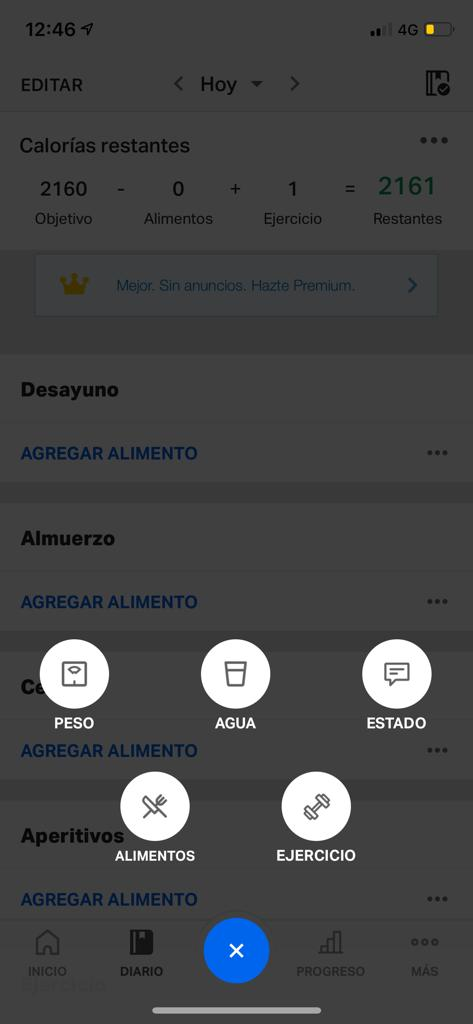 12:46
4G
EDITAR
Hoy
Calorías restantes
2160 - 0 + 1 = 2161
Objetivo Alimentos Ejercicio Restantes
Mejor. Sin anuncios. Hazte Premium.
Desayuno
AGREGAR ALIMENTO
Almuerzo
AGREGAR ALIMENTO
Ce
PESO AGUA ESTADO
AGREGAR ALIMENTO
Aperitivos
ALIMENTOS EJERCICIO
AGREGAR ALIMENTO
INICIO DIARIO PROGRESO MÁS
Ejercicio